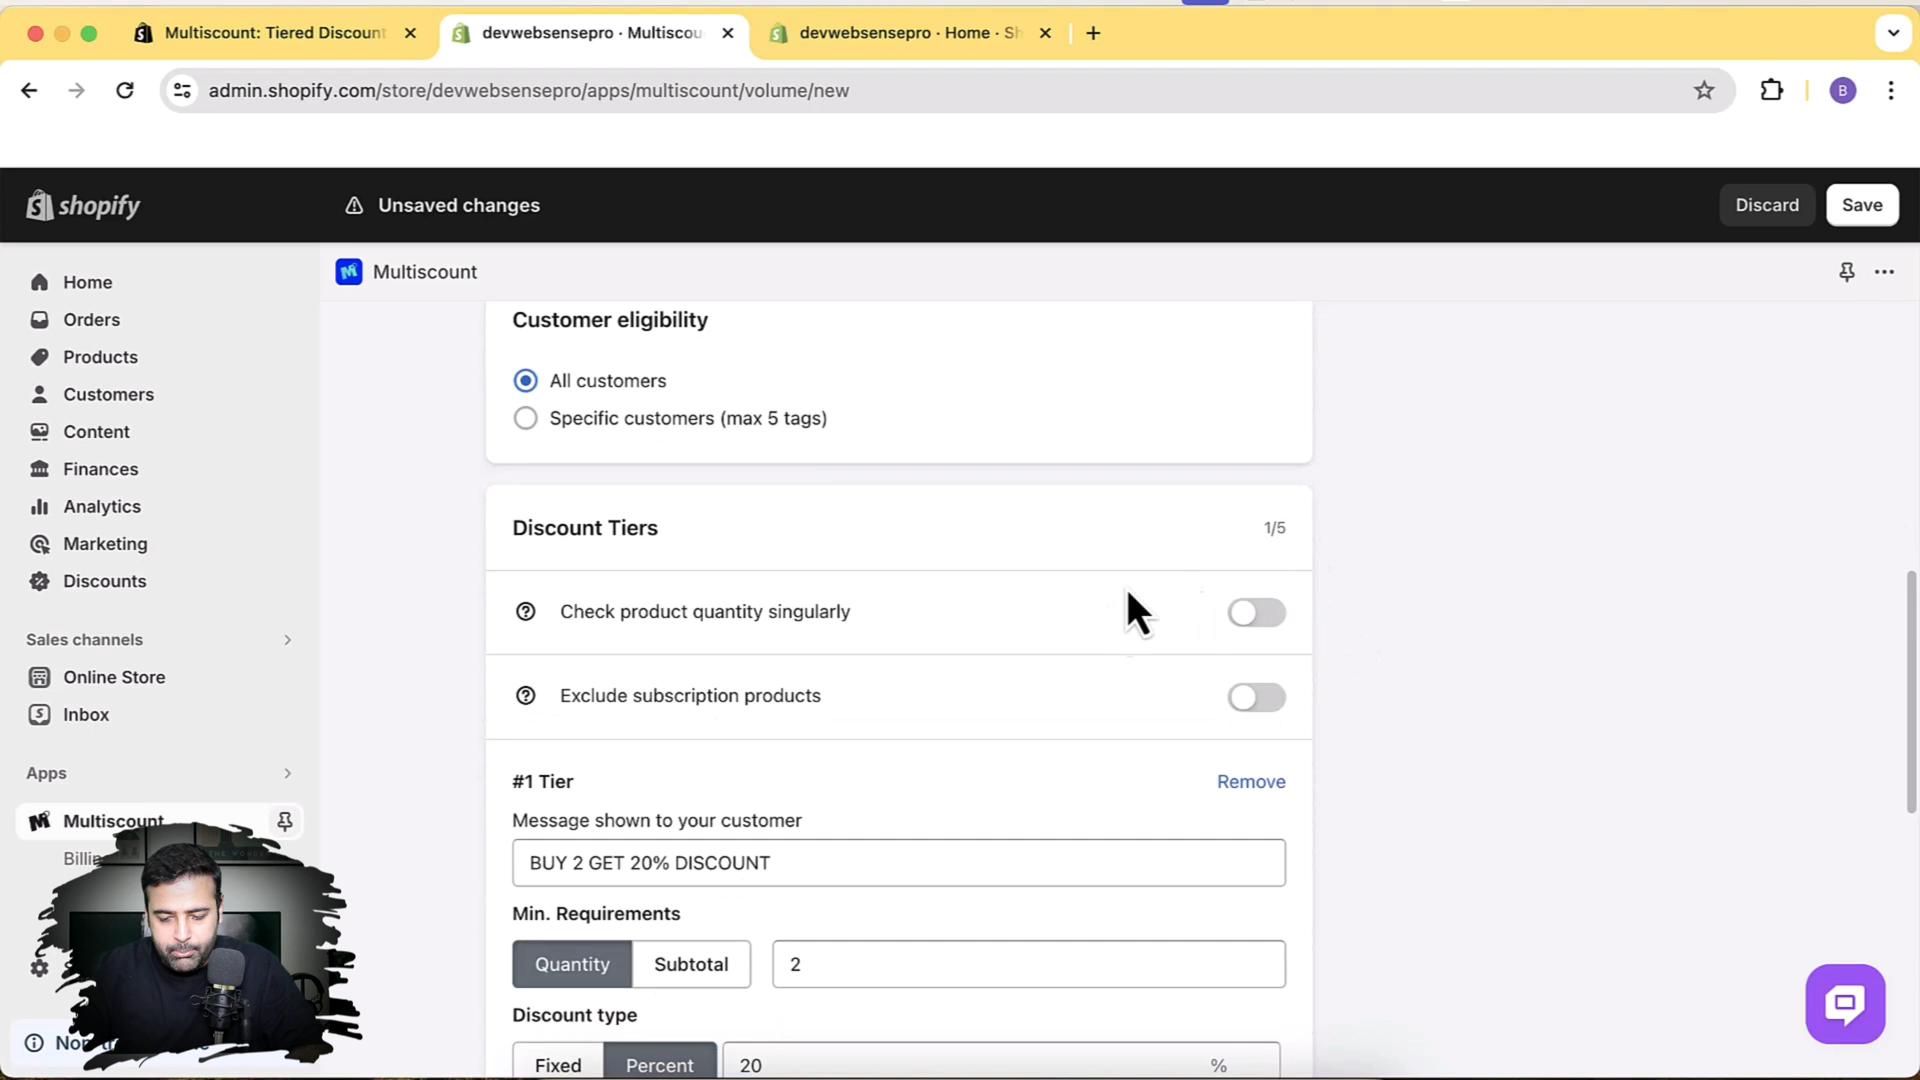 Multiscount: Tiered Discount
devwebsensepro · Multiscou
devwebsensepro · Home · Sh
admin.shopify.com/store/devwebsensepro/apps/multiscount/volume/new
B
shopify
Unsaved changes
Discard
Save
Multiscount
Home
Orders
Products
Customers
Content
Finances
Analytics
Marketing
Discounts
Sales channels
Online Store
Inbox
Apps
Multiscount
Customer eligibility
All customers
Specific customers (max 5 tags)
Discount Tiers
1/5
Check product quantity singularly
Exclude subscription products
#1 Tier
Remove
Message shown to your customer
BUY 2 GET 20% DISCOUNT
Min. Requirements
Quantity
Subtotal
2
Discount type
Fixed
Percent
20
%